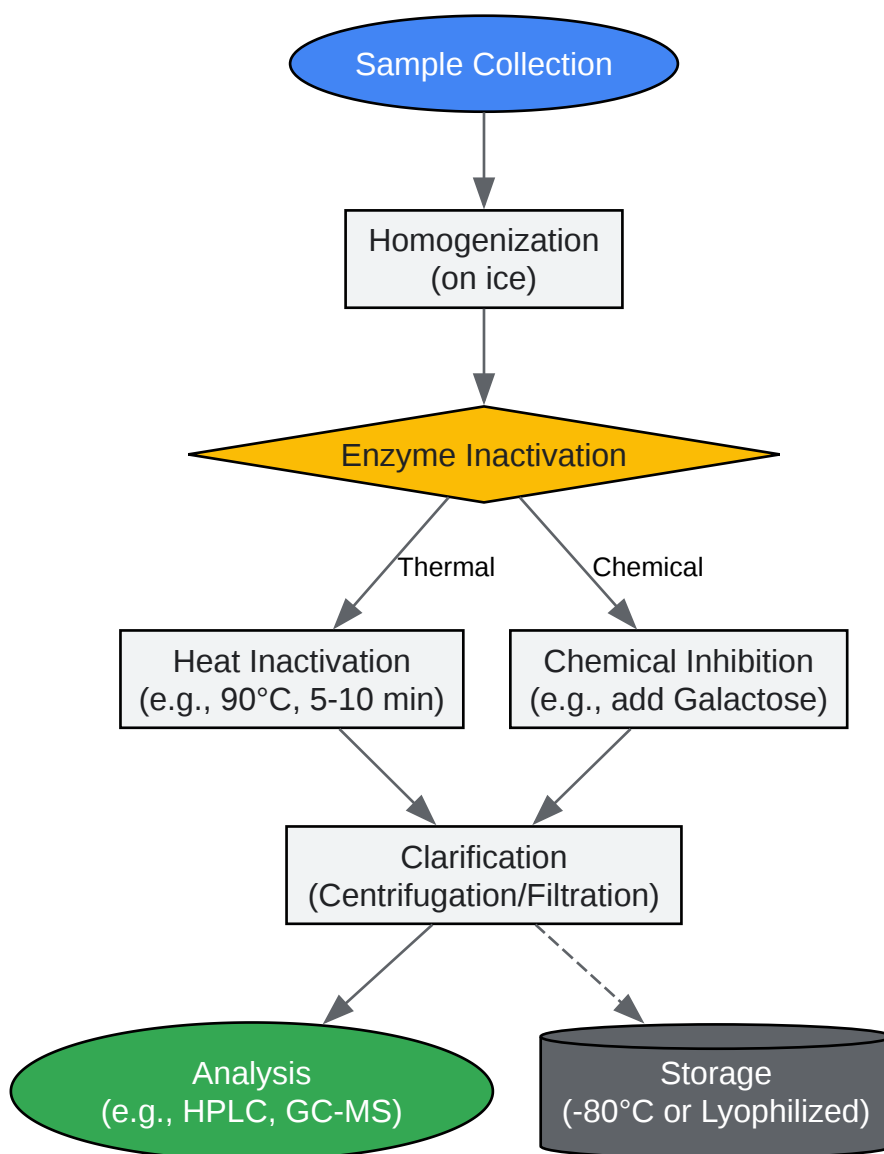 Sample Collection
Homogenization
(on ice)
Enzyme Inactivation
Thermal
Chemical
Heat Inactivation
(e.g., 90°C, 5-10 min)
Chemical Inhibition
(e.g., add Galactose)
Clarification
(Centrifugation/Filtration)
Analysis
(e.g., HPLC, GC-MS)
Storage
(-80°C or Lyophilized)